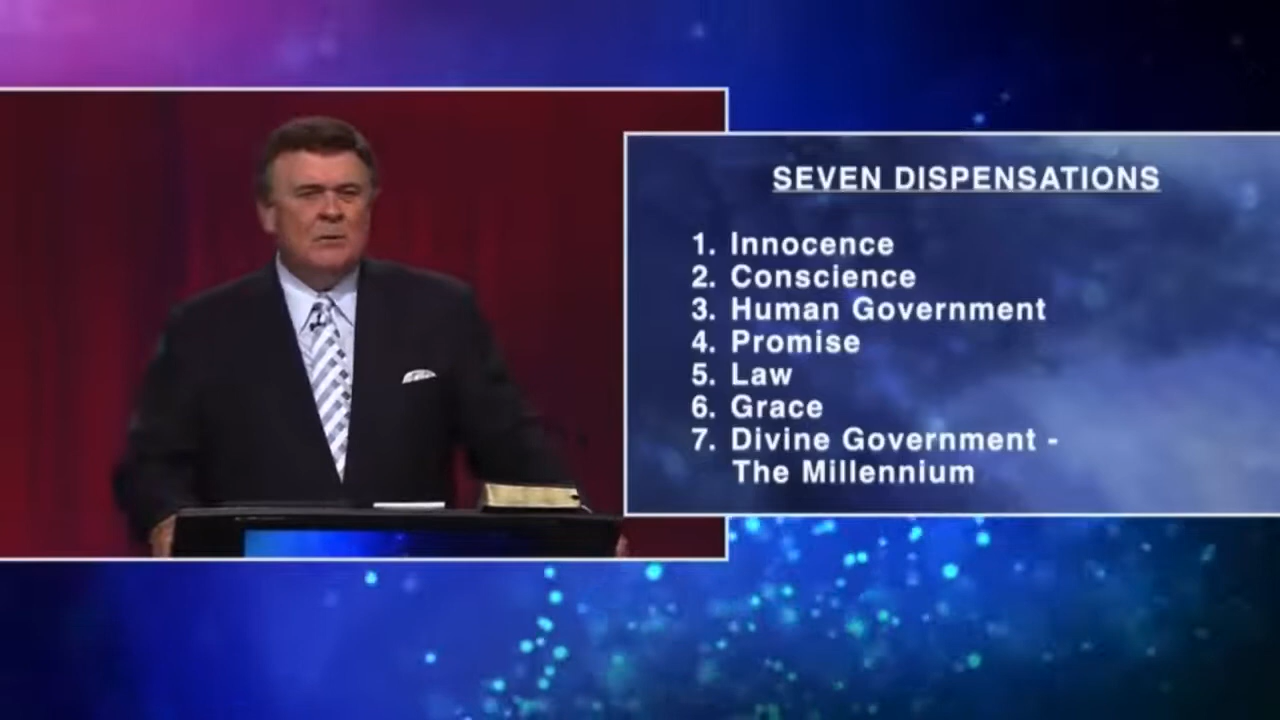 SEVEN DISPENSATIONS
1. Innocence
2. Conscience
3. Human Government
4. Promise
5. Law
6. Grace
7. Divine Government -
The Millennium